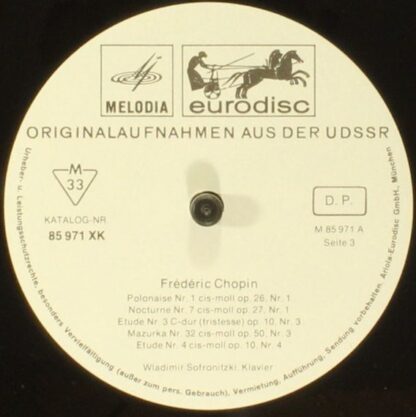 MELODIA
eurodisc
ORIGINALAUFNAHMEN AUS DER UDSSR
M
33
KATALOG-NR.
85 971 XK
D.P.
M 85 971 A
Seite 3
Frédéric Chopin
Polonaise Nr. 1 cis-moll op. 26, Nr. 1
Nocturne Nr. 7 cis-moll op. 27, Nr. 1
Etude Nr. 3 C-dur (tristesse) op. 10, Nr. 3
Mazurka Nr. 32 cis-moll op. 50, Nr. 3
Etude Nr. 4 cis-moll op. 10, Nr. 4
Wladimir Sofronitzki, Klavier
Urheber- u. Leistungsschutzrechte, besonders Vervielfältigung (außer zum pers. Gebrauch), Vermietung, Aufführung, Sendung vorbehalten. Ariola-Eurodisc GmbH., München